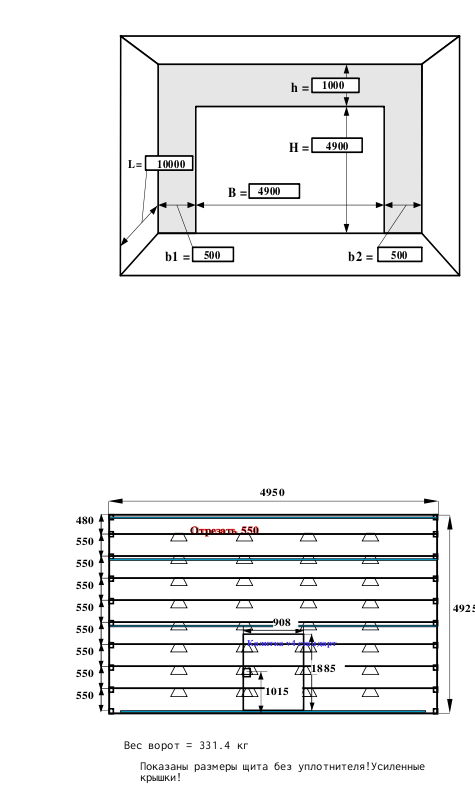 h = 1000
H = 4900
L= 10000
B = 4900
b1 = 500
b2 = 500
4950
480
Отрезать 550
550
550
550
550
4925
550
908
550
1885
550
1015
550
Вес ворот = 331.4 кг
Показаны размеры щита без уплотнителя!Усиленные
крышки!